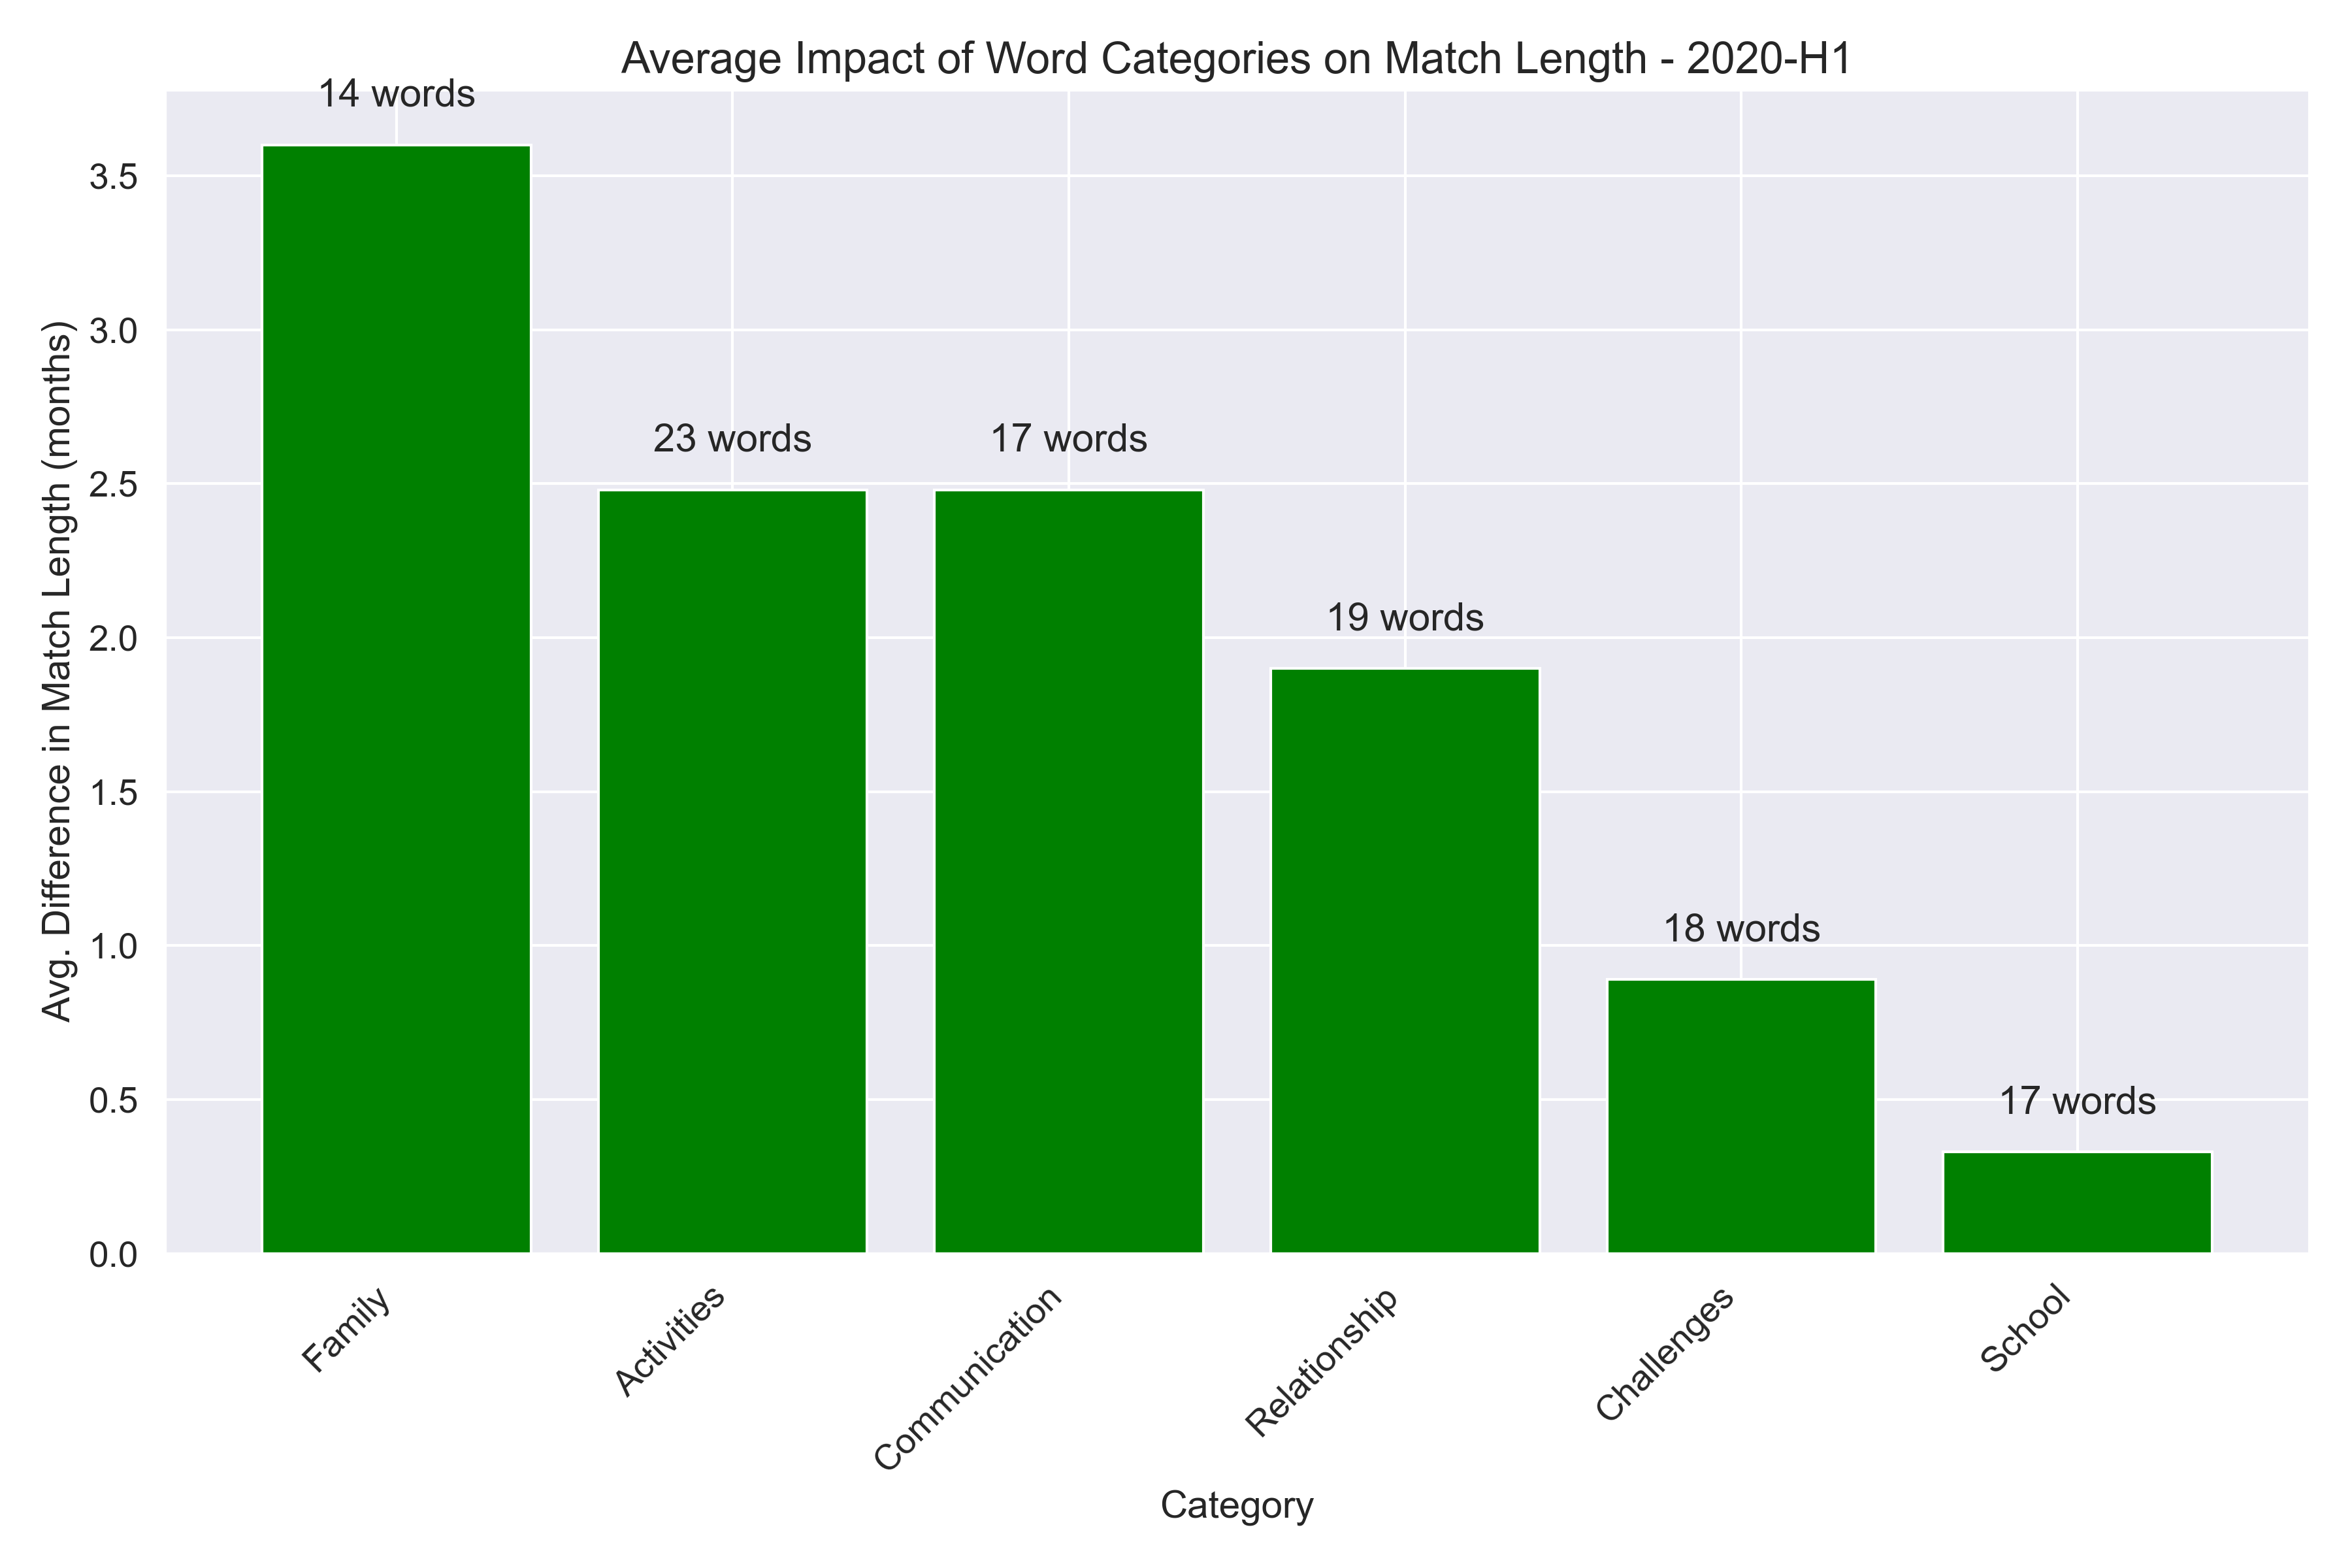 Average Impact of Word Categories on Match Length - 2020-H1
14 words
23 words
17 words
19 words
18 words
17 words
Avg. Difference in Match Length (months)
3.5
3.0
2.5
2.0
1.5
1.0
0.5
0.0
Family
Activities
Communication
Relationship
Challenges
School
Category